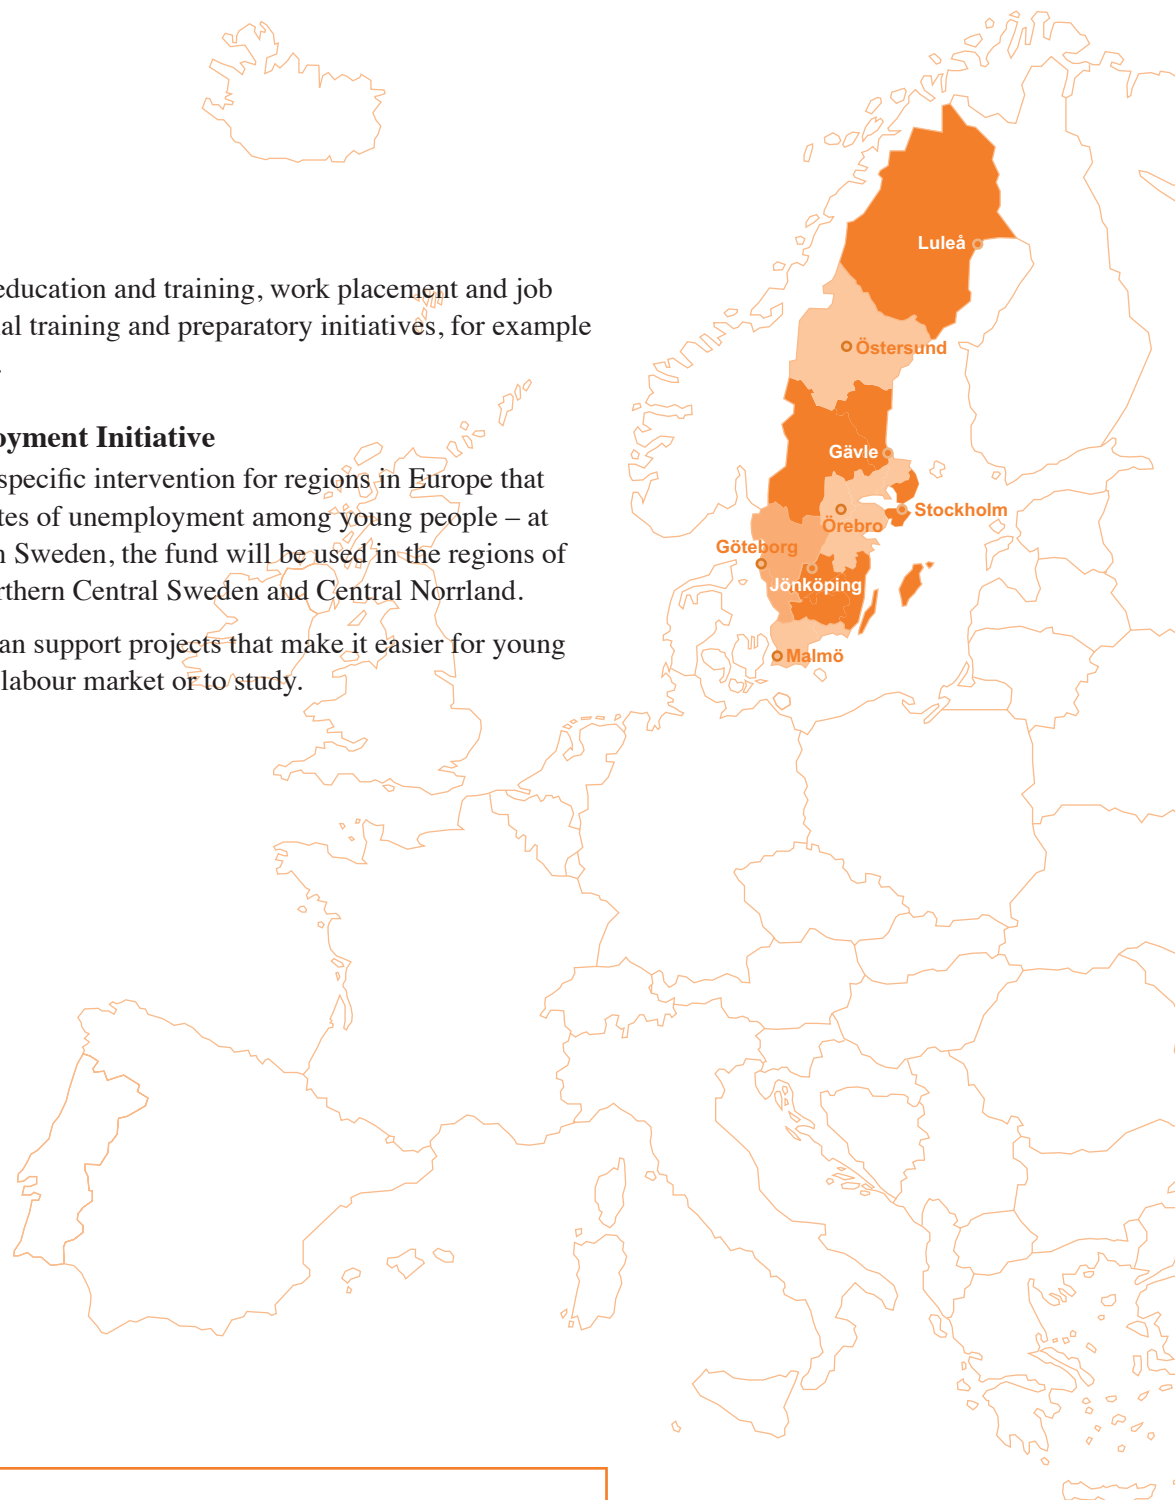 education and training, work placement and job
al training and preparatory initiatives, for example
.
oyment Initiative
specific intervention for regions in Europe that
tes of unemployment among young people – at
n Sweden, the fund will be used in the regions of
rthern Central Sweden and Central Norrland.
an support projects that make it easier for young
labour market or to study.
Luleå
Östersund
Gävle
Stockholm
Örebro
Göteborg
Jönköping
Malmö